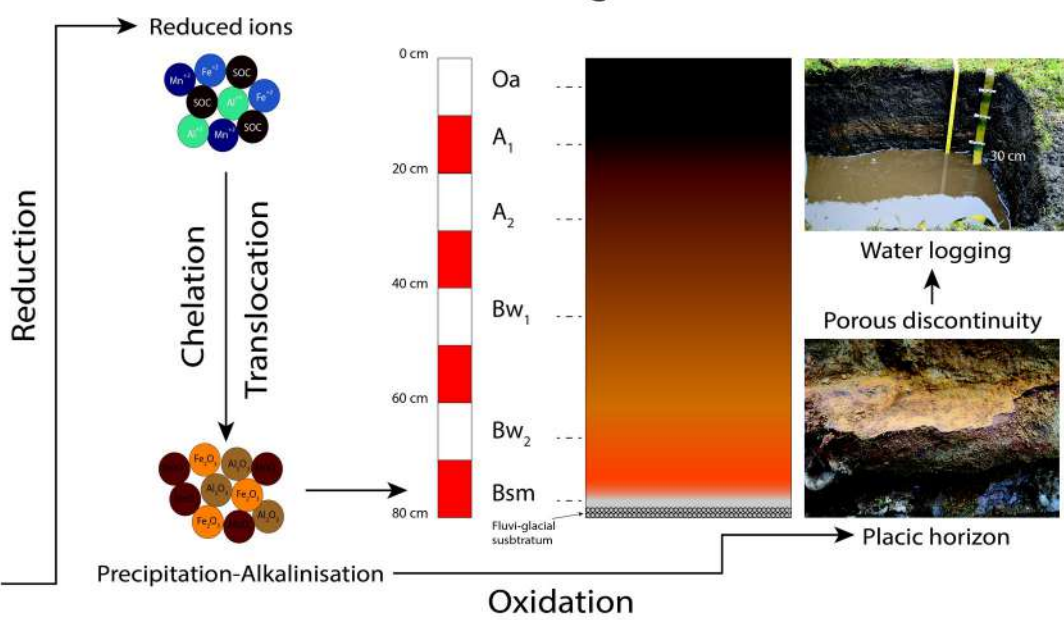 Reduced ions
Mn+2
Fe+2
SOC
SOC
Al+3
Fe+2
Al+3
Mn+2
SOC
Reduction
Chelation
Translocation
Fe2O3
Al2O3
Al2O3
Fe2O3
Fe2O3
Al2O3
Precipitation-Alkalinisation
Oxidation
0 cm
20 cm
40 cm
60 cm
80 cm
Oa
A1
A2
Bw1
Bw2
Bsm
Fluvi-glacial
susbtratum
30 cm
Water logging
Porous discontinuity
Placic horizon